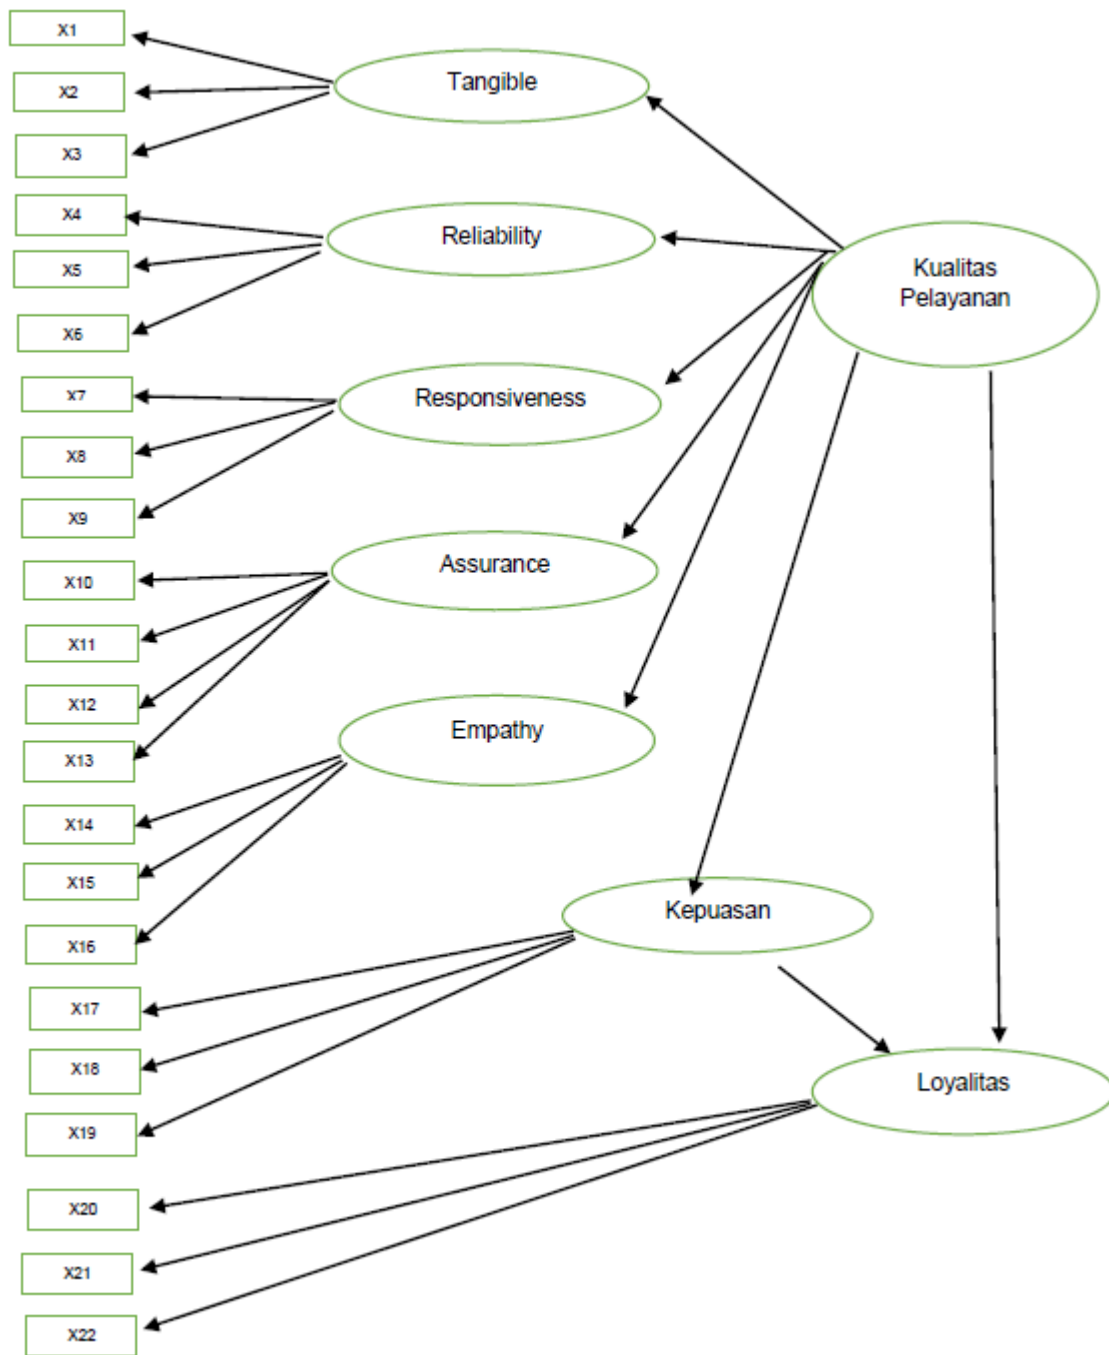 X1
Tangible
X2
X3
X4
Reliability
X5
X6
Kualitas
Pelayanan
X7
Responsiveness
X8
X9
Assurance
X10
X11
X12
X13
Empathy
X14
X15
X16
Kepuasan
X17
X18
X19
Loyalitas
X20
X21
X22